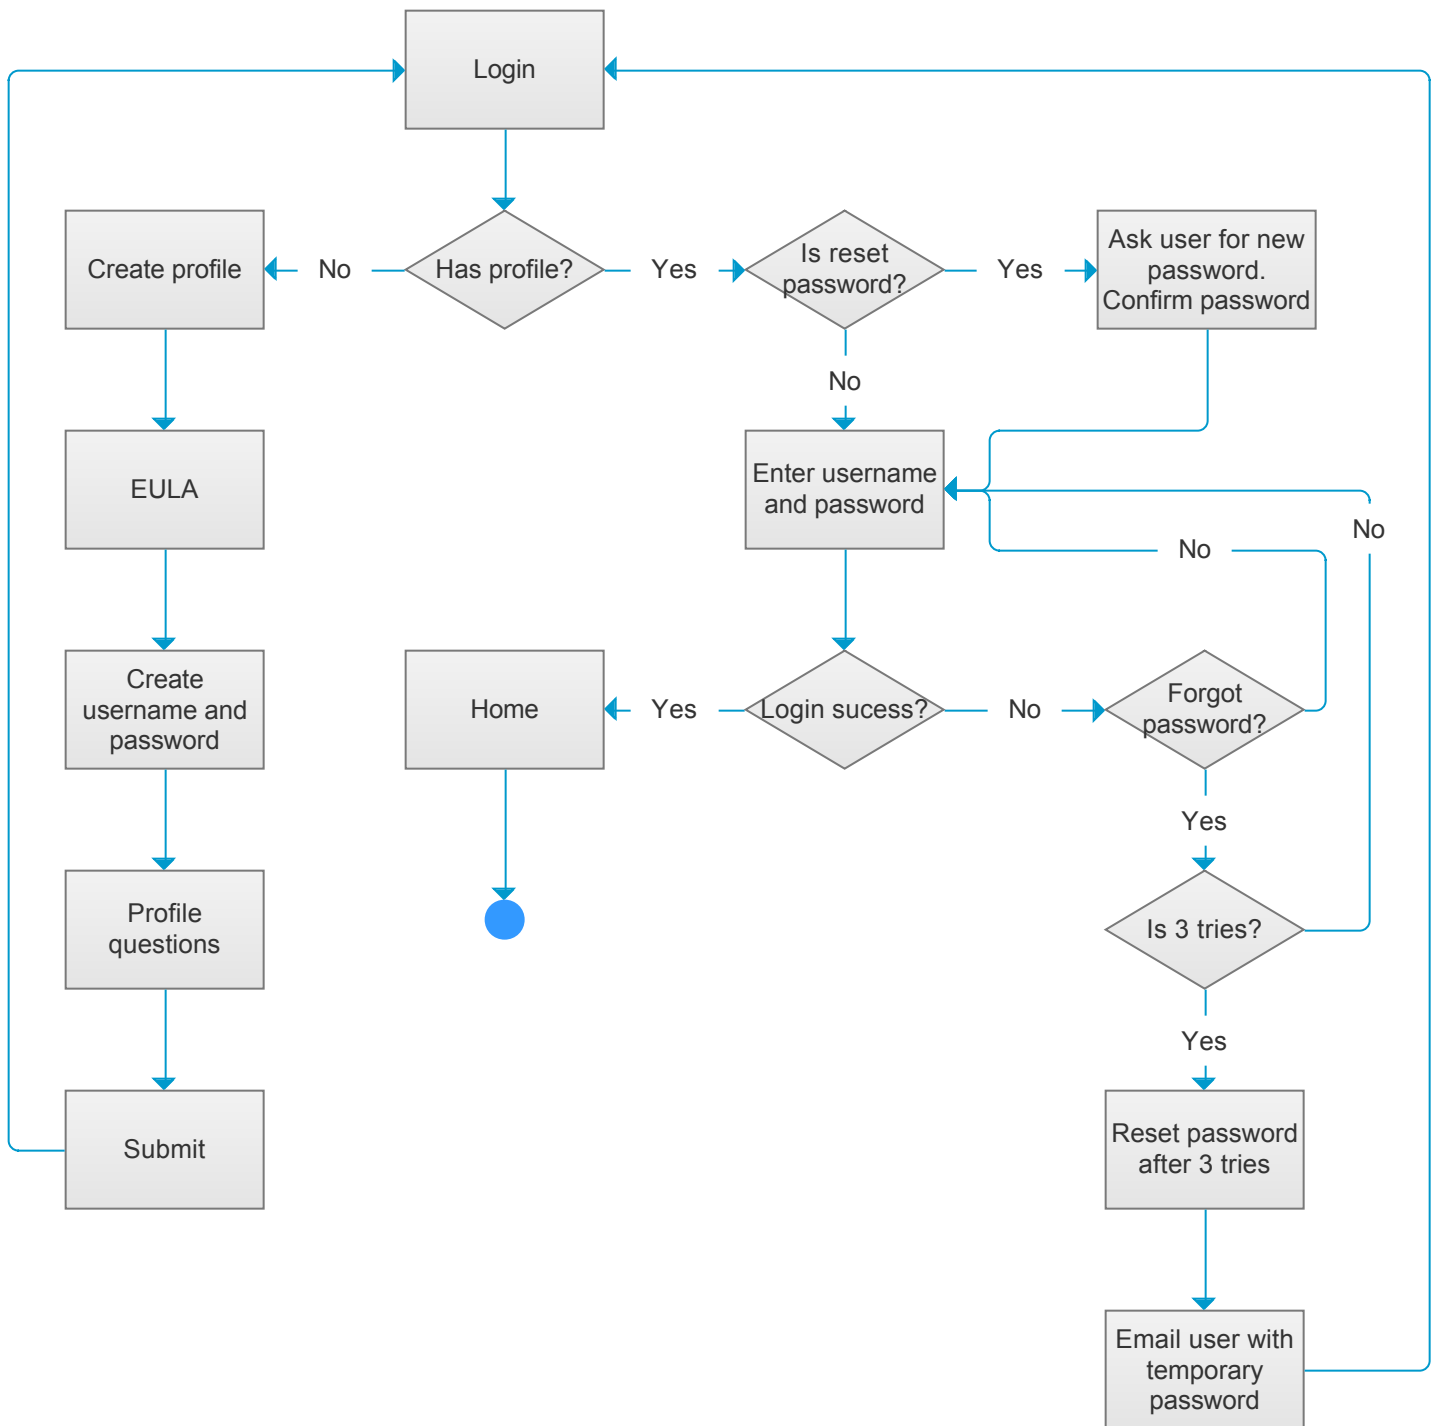 Login
Create profile
No
Has profile?
Yes
Is reset
password?
Yes
Ask user for new
password.
Confirm password
No
EULA
Enter username
and password
No
No
Create
username and
password
Home
Yes
Login sucess?
No
Forgot
password?
Yes
Profile
questions
Is 3 tries?
Yes
Submit
Reset password
after 3 tries
Email user with
temporary
password